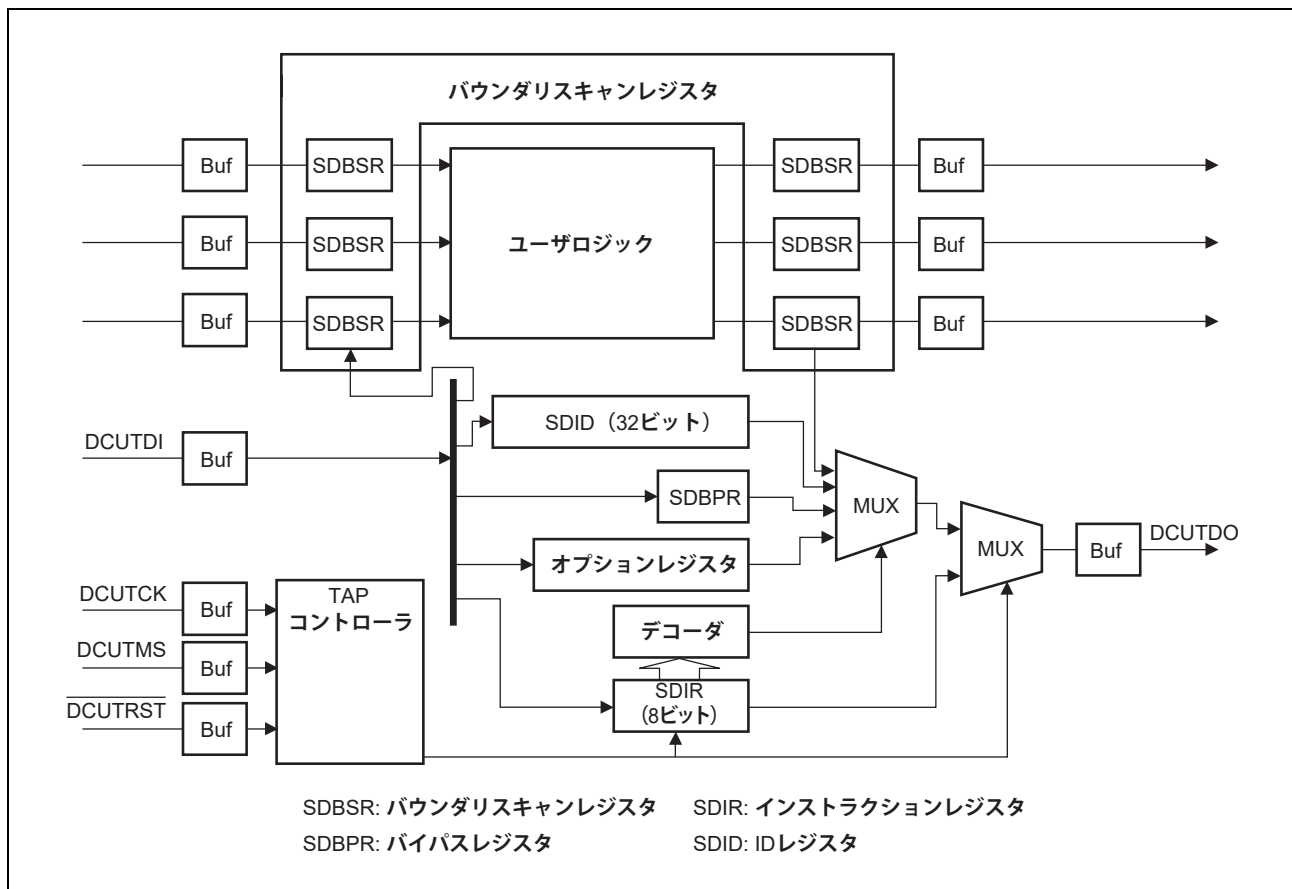 バウンダリスキャンレジスタ
Buf SDBSR SDBSR Buf
ユーザロジック
Buf SDBSR SDBSR Buf
Buf SDBSR SDBSR Buf
DCUTDI
Buf
SDID（32ビット）
SDBPR
MUX
オプションレジスタ
MUX
Buf
DCUTDO
DCUTCK
Buf
TAP
コントローラ
DCUTMS
Buf
DCUTRST
Buf
デコーダ
SDIR
（8ビット）
SDBSR: バウンダリスキャンレジスタ SDIR: インストラクションレジスタ
SDBPR: バイパスレジスタ SDID: IDレジスタ